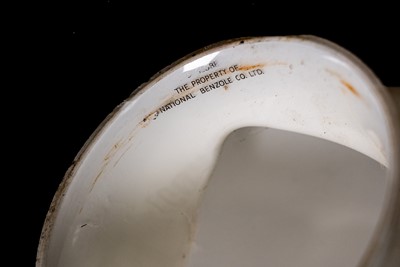 THE PROPERTY OF
NATIONAL BENZOLE CO. LTD.